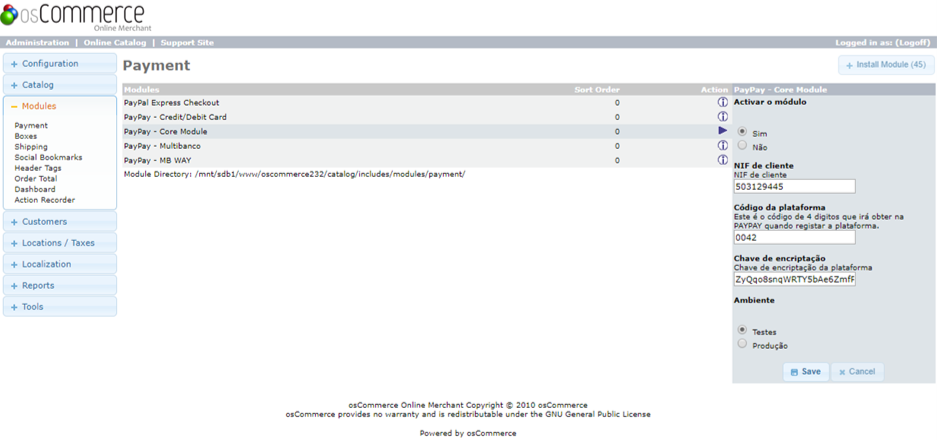 osCommerce
Online Merchant
Administration | Online Catalog | Support Site
Logged in as: (Logoff)
+ Configuration
+ Catalog
− Modules
Payment
Boxes
Shipping
Social Bookmarks
Header Tags
Order Total
Dashboard
Action Recorder
+ Customers
+ Locations / Taxes
+ Localization
+ Reports
+ Tools
Payment
+ Install Module (45)
Modules Sort Order Action
PayPal Express Checkout 0
PayPay - Credit/Debit Card 0
PayPay - Core Module 0
PayPay - Multibanco 0
PayPay - MB WAY 0
Module Directory: /mnt/sdb1/www/oscommerce232/catalog/includes/modules/payment/
PayPay - Core Module
Activar o módulo
Sim
Não
NIF de cliente
NIF de cliente
503129445
Código da plataforma
Este é o código de 4 digitos que irá obter na
PAYPAY quando registar a plataforma.
0042
Chave de encriptação
Chave de encriptação da plataforma
ZyQqo8snqWRTY5bAe6ZmfF
Ambiente
Testes
Produção
Save
Cancel
osCommerce Online Merchant Copyright © 2010 osCommerce
osCommerce provides no warranty and is redistributable under the GNU General Public License
Powered by osCommerce